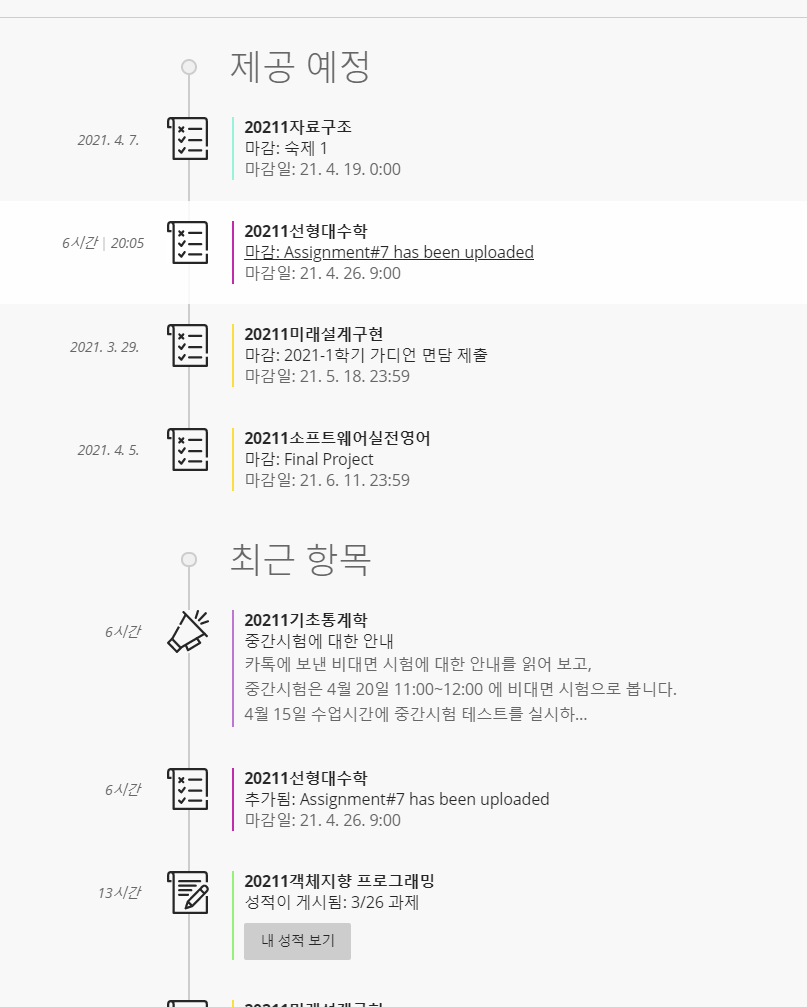 제공 예정
2021. 4. 7.
20211자료구조
마감: 숙제 1
마감일: 21. 4. 19. 0:00
6시간 | 20:05
20211선형대수학
마감: Assignment#7 has been uploaded
마감일: 21. 4. 26. 9:00
2021. 3. 29.
20211미래설계구현
마감: 2021-1학기 가디언 면담 제출
마감일: 21. 5. 18. 23:59
2021. 4. 5.
20211소프트웨어실전영어
마감: Final Project
마감일: 21. 6. 11. 23:59
최근 항목
6시간
20211기초통계학
중간시험에 대한 안내
카톡에 보낸 비대면 시험에 대한 안내를 읽어 보고,
중간시험은 4월 20일 11:00~12:00 에 비대면 시험으로 봅니다.
4월 15일 수업시간에 중간시험 테스트를 실시하...
6시간
20211선형대수학
추가됨: Assignment#7 has been uploaded
마감일: 21. 4. 26. 9:00
13시간
20211객체지향 프로그래밍
성적이 게시됨: 3/26 과제
내 성적 보기